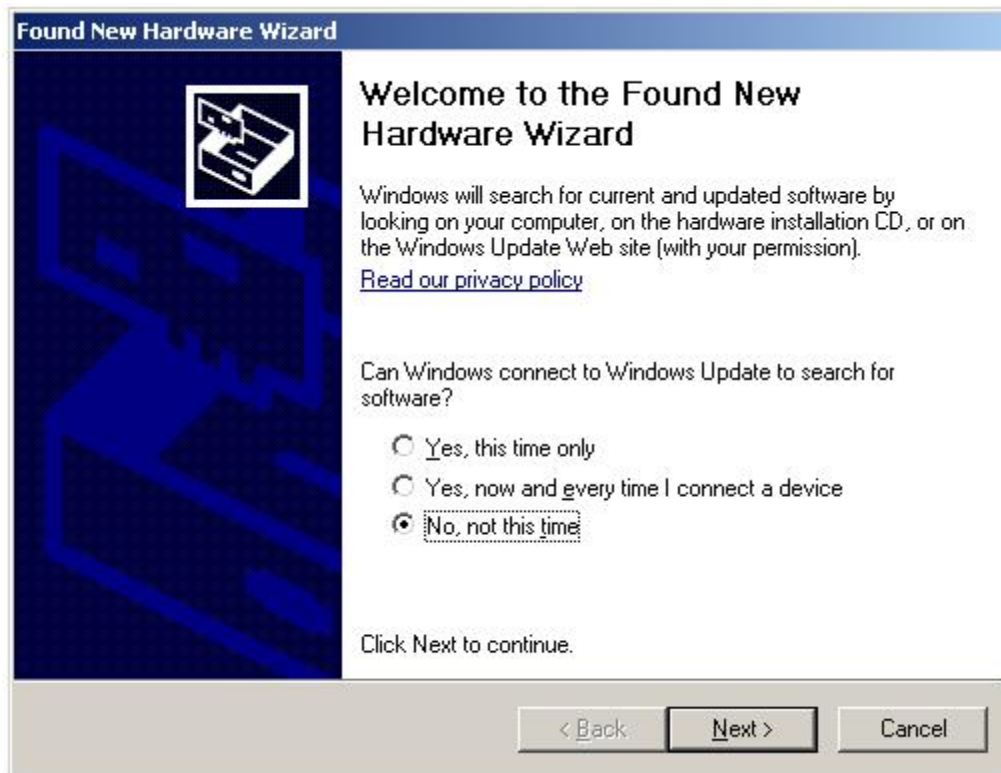 Found New Hardware Wizard
Welcome to the Found New
Hardware Wizard
Windows will search for current and updated software by
looking on your computer, on the hardware installation CD, or on
the Windows Update Web site (with your permission).
Read our privacy policy
Can Windows connect to Windows Update to search for
software?
Yes, this time only
Yes, now and every time I connect a device
No, not this time
Click Next to continue.
< Back Next > Cancel